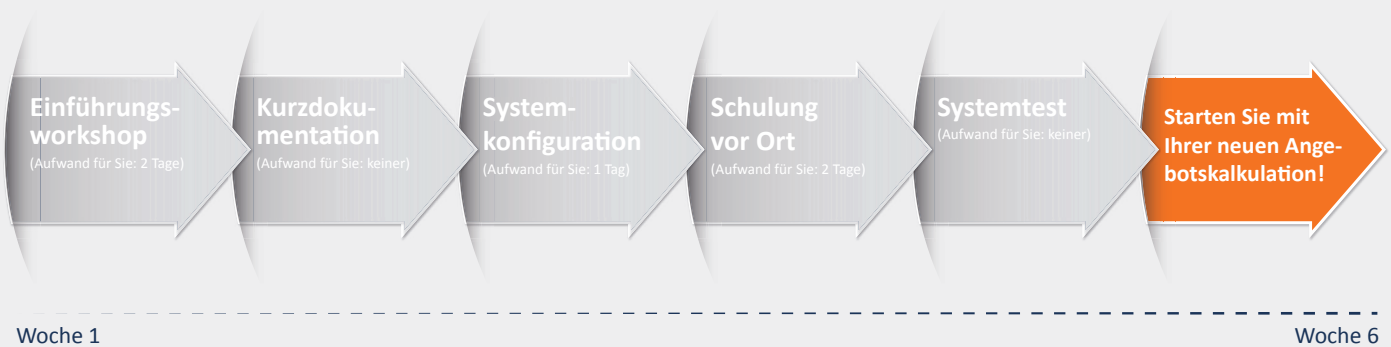 Einführungs-
workshop
(Aufwand für Sie: 2 Tage)
Kurzdoku-
mentation
(Aufwand für Sie: keiner)
System-
konfiguration
(Aufwand für Sie: 1 Tag)
Schulung
vor Ort
(Aufwand für Sie: 2 Tage)
Systemtest
(Aufwand für Sie: keiner)
Starten Sie mit
Ihrer neuen Ange-
botskalkulation!
Woche 1
Woche 6